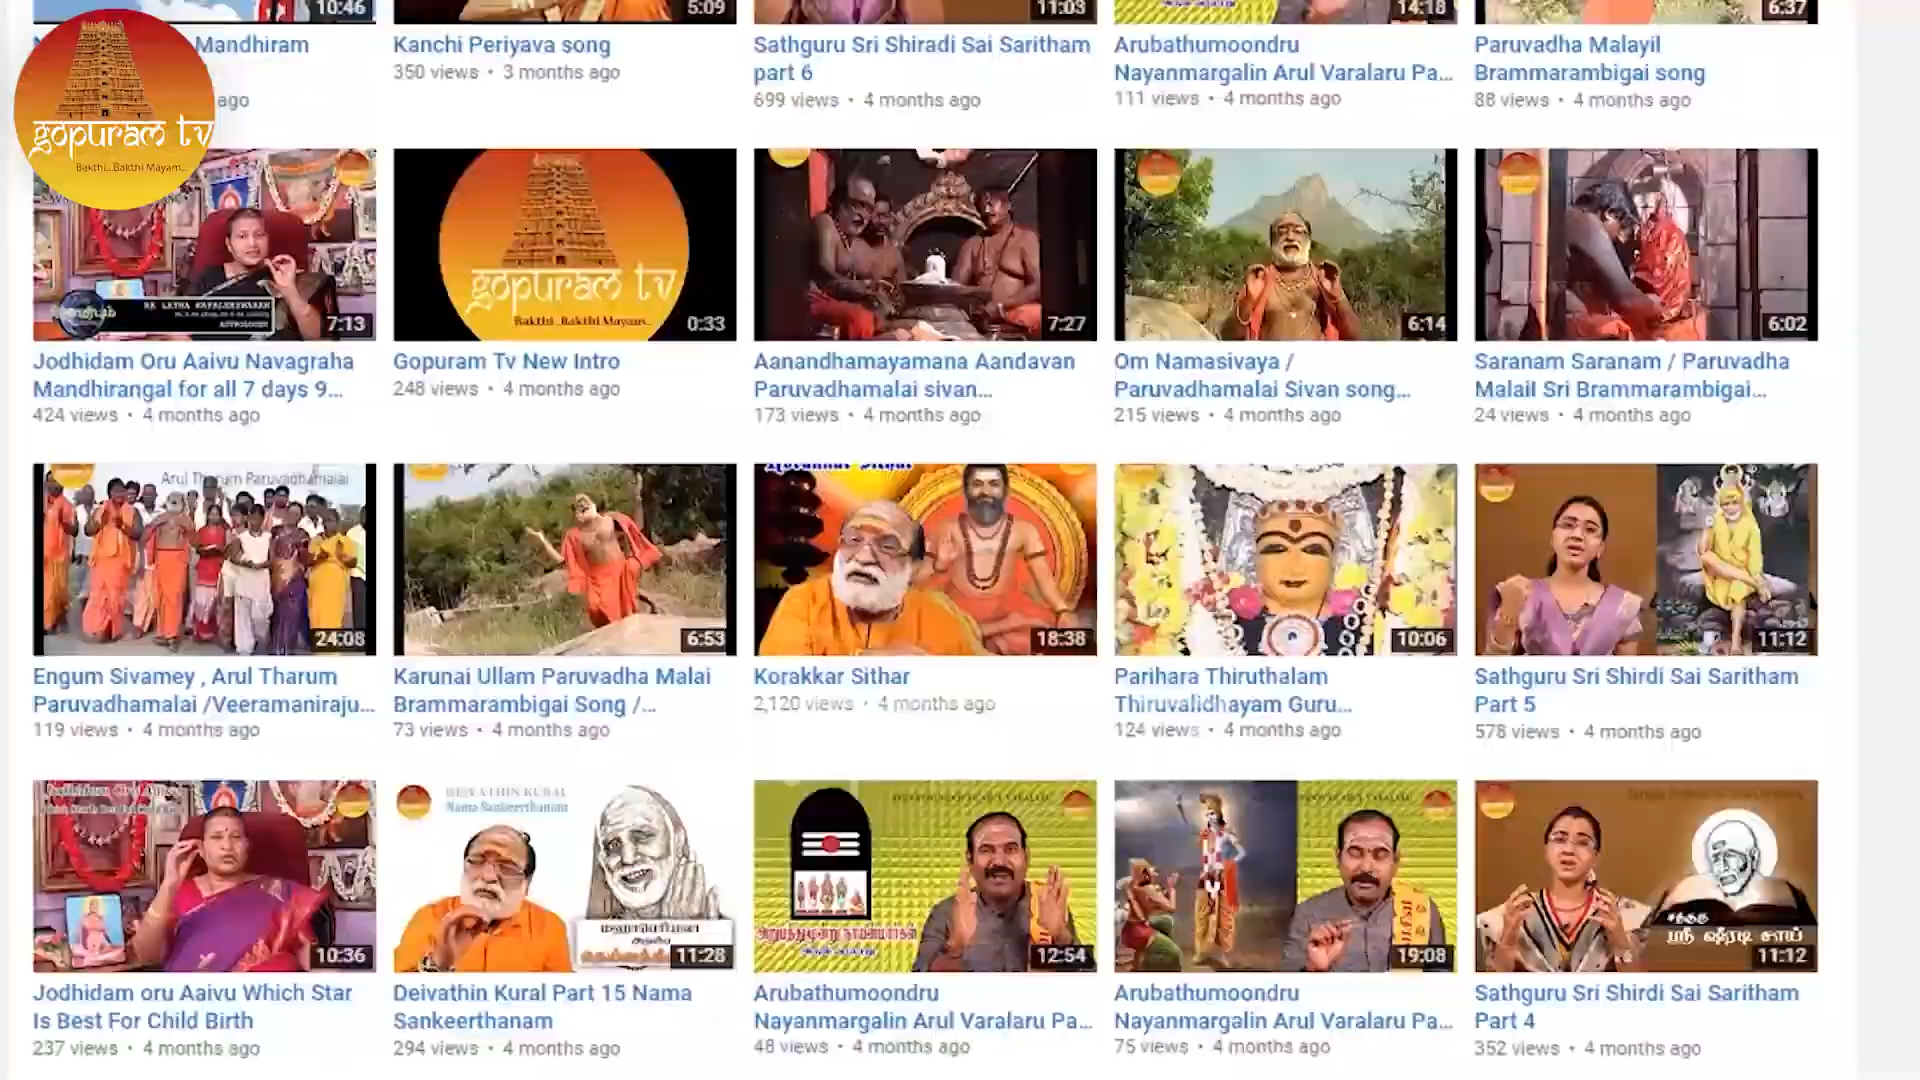 10:46
5:09
11:03
14:18
6:37
Mandhiram
ago
Kanchi Periyava song
350 views • 3 months ago
Sathguru Sri Shiradi Sai Saritham
part 6
699 views • 4 months ago
Arubathumoondru
Nayanmargalin Arul Varalaru Pa...
111 views • 4 months ago
Paruvadha Malayil
Brammarambigai song
88 views • 4 months ago
gopuram tv
Bakthi...Bakthi Mayam...
ASTROLOGER
7:13
gopuram tv
Bakthi..Bakthi Mayam..
0:33
7:27
6:14
6:02
Jodhidam Oru Aaivu Navagraha
Mandhirangal for all 7 days 9...
424 views • 4 months ago
Gopuram Tv New Intro
248 views • 4 months ago
Aanandhamayamana Aandavan
Paruvadhamalai sivan...
173 views • 4 months ago
Om Namasivaya /
Paruvadhamalai Sivan song...
215 views • 4 months ago
Saranam Saranam / Paruvadha
Malail Sri Brammarambigai...
24 views • 4 months ago
Arul Tharum Paruvadhamalai
24:08
6:53
18:38
10:06
11:12
Engum Sivamey , Arul Tharum
Paruvadhamalai /Veeramaniraju...
119 views • 4 months ago
Karunai Ullam Paruvadha Malai
Brammarambigai Song /...
73 views • 4 months ago
Korakkar Sithar
2,120 views • 4 months ago
Parihara Thiruthalam
Thiruvalidhayam Guru...
124 views • 4 months ago
Sathguru Sri Shirdi Sai Saritham
Part 5
578 views • 4 months ago
10:36
DEIVATHIN KURAL
Nama Sankeerthanam
11:28
12:54
19:08
ஸ்ரீ ஷிரடி சாய்
11:12
Jodhidam oru Aaivu Which Star
Is Best For Child Birth
237 views • 4 months ago
Deivathin Kural Part 15 Nama
Sankeerthanam
294 views • 4 months ago
Arubathumoondru
Nayanmargalin Arul Varalaru Pa...
48 views • 4 months ago
Arubathumoondru
Nayanmargalin Arul Varalaru Pa...
75 views • 4 months ago
Sathguru Sri Shirdi Sai Saritham
Part 4
352 views • 4 months ago